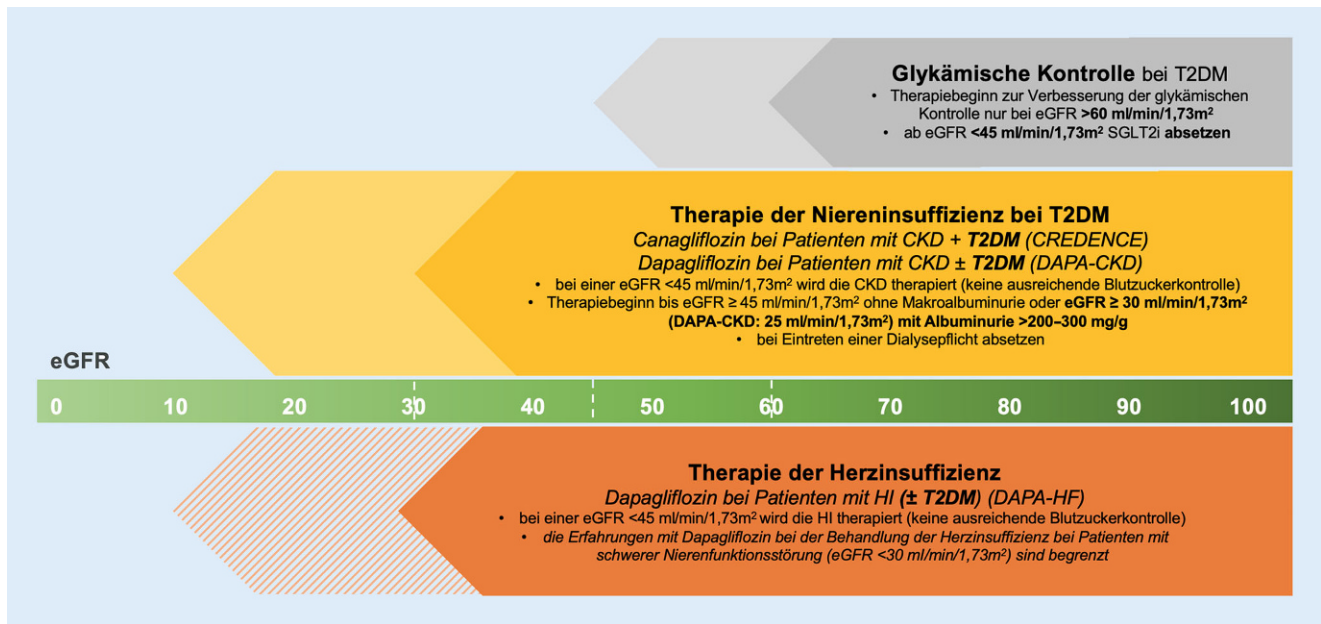 Glykämische Kontrolle bei T2DM
• Therapiebeginn zur Verbesserung der glykämischen
Kontrolle nur bei eGFR >60 ml/min/1,73m²
• ab eGFR <45 ml/min/1,73m² SGLT2i absetzen
Therapie der Niereninsuffizienz bei T2DM
Canagliflozin bei Patienten mit CKD + T2DM (CREDENCE)
Dapagliflozin bei Patienten mit CKD ± T2DM (DAPA-CKD)
• bei einer eGFR <45 ml/min/1,73m² wird die CKD therapiert (keine ausreichende Blutzuckerkontrolle)
• Therapiebeginn bis eGFR ≥ 45 ml/min/1,73m² ohne Makroalbuminurie oder eGFR ≥ 30 ml/min/1,73m²
(DAPA-CKD: 25 ml/min/1,73m²) mit Albuminurie >200–300 mg/g
• bei Eintreten einer Dialysepflicht absetzen
eGFR
0 10 20 30 40 50 60 70 80 90 100
Therapie der Herzinsuffizienz
Dapagliflozin bei Patienten mit HI (± T2DM) (DAPA-HF)
• bei einer eGFR <45 ml/min/1,73m² wird die HI therapiert (keine ausreichende Blutzuckerkontrolle)
• die Erfahrungen mit Dapagliflozin bei der Behandlung der Herzinsuffizienz bei Patienten mit
schwerer Nierenfunktionsstörung (eGFR <30 ml/min/1,73m²) sind begrenzt